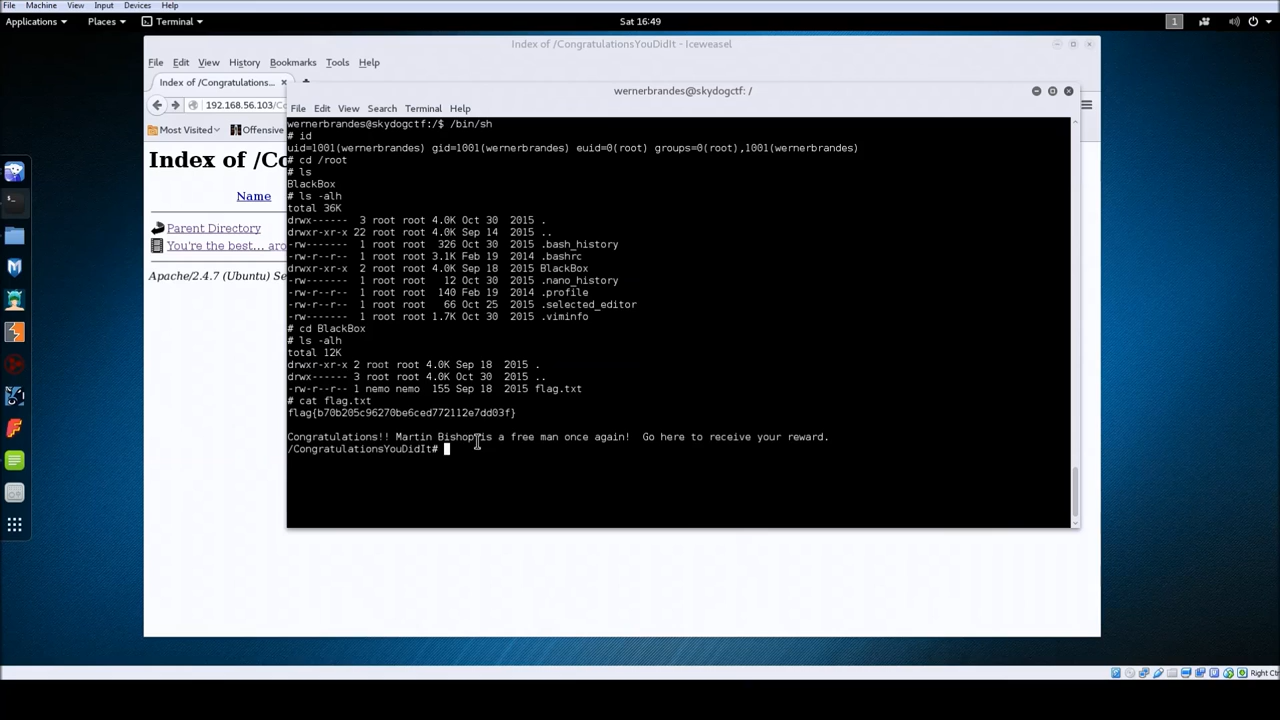 File Machine View Input Devices Help
Applications Places Terminal Sat 16:49 1
Index of /CongratulationsYouDidIt - Iceweasel
File Edit View History Bookmarks Tools Help
Index of /Congratulations...
192.168.56.103/Co
Most Visited Offensive
Index of /Co
Name
Parent Directory
You're the best... aro
Apache/2.4.7 (Ubuntu) Se
wernerbrandes@skydogctf: /
File Edit View Search Terminal Help
wernerbrandes@skydogctf:/$ /bin/sh
# id
uid=1001(wernerbrandes) gid=1001(wernerbrandes) euid=0(root) groups=0(root),1001(wernerbrandes)
# cd /root
# ls
BlackBox
# ls -alh
total 36K
drwx------  3 root root 4.0K Oct 30  2015 .
drwxr-xr-x 22 root root 4.0K Sep 14  2015 ..
-rw-------  1 root root  326 Oct 30  2015 .bash_history
-rw-r--r--  1 root root 3.1K Feb 19  2014 .bashrc
drwxr-xr-x  2 root root 4.0K Sep 18  2015 BlackBox
-rw-------  1 root root   12 Oct 30  2015 .nano_history
-rw-r--r--  1 root root  140 Feb 19  2014 .profile
-rw-r--r--  1 root root   66 Oct 25  2015 .selected_editor
-rw-------  1 root root 1.7K Oct 30  2015 .viminfo
# cd BlackBox
# ls -alh
total 12K
drwxr-xr-x 2 root root 4.0K Sep 18  2015 .
drwx------ 3 root root 4.0K Oct 30  2015 ..
-rw-r--r-- 1 nemo nemo  155 Sep 18  2015 flag.txt
# cat flag.txt
flag{b70b205c96270be6ced772112e7dd03f}
Congratulations!! Martin Bishop is a free man once again!  Go here to receive your reward.
/CongratulationsYouDidIt#
Right Ctrl